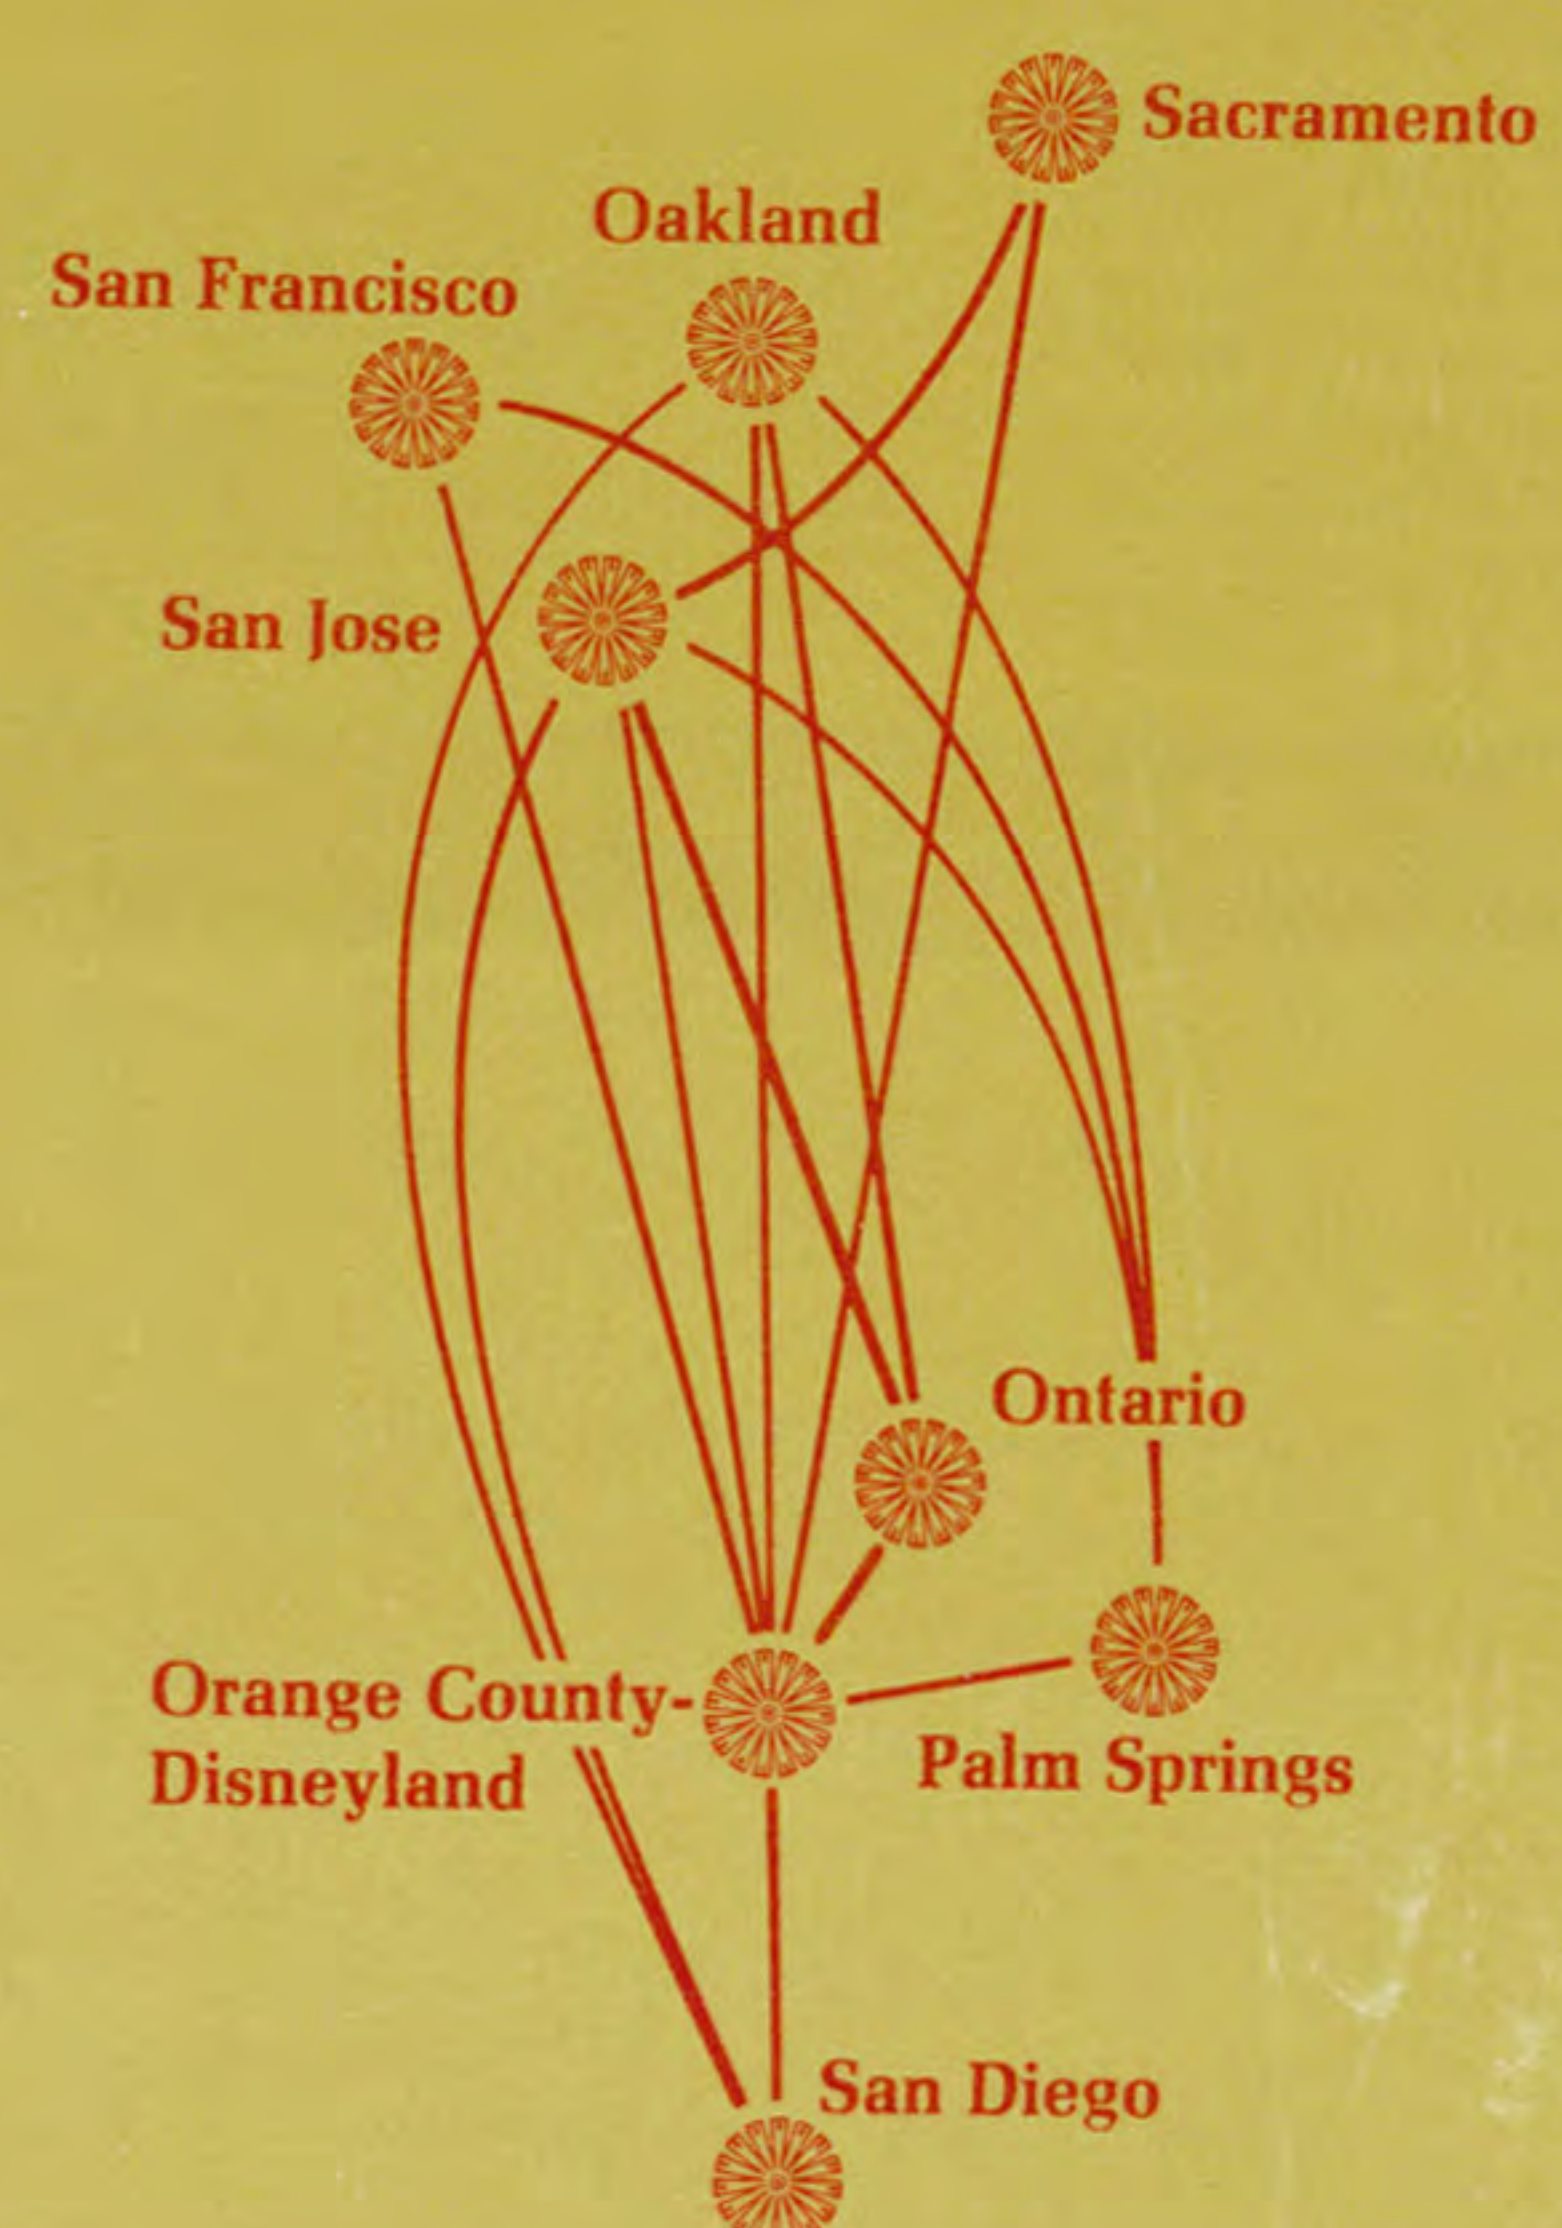 Sacramento
Oakland
San Francisco
San Jose
Ontario
Orange County-
Disneyland
Palm Springs
San Diego